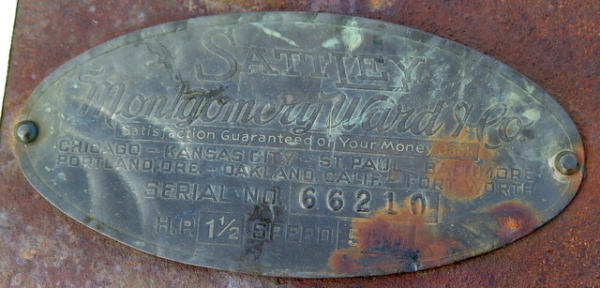 SATTLEY
Montgomery Ward & Co.
Satisfaction Guaranteed or Your Money Back
CHICAGO - KANSAS CITY - ST. PAUL - BALTIMORE
PORTLAND, ORE. - OAKLAND, CALIF. - FORT WORTH
SERIAL NO. 66210
H.P. 1½ SPEED